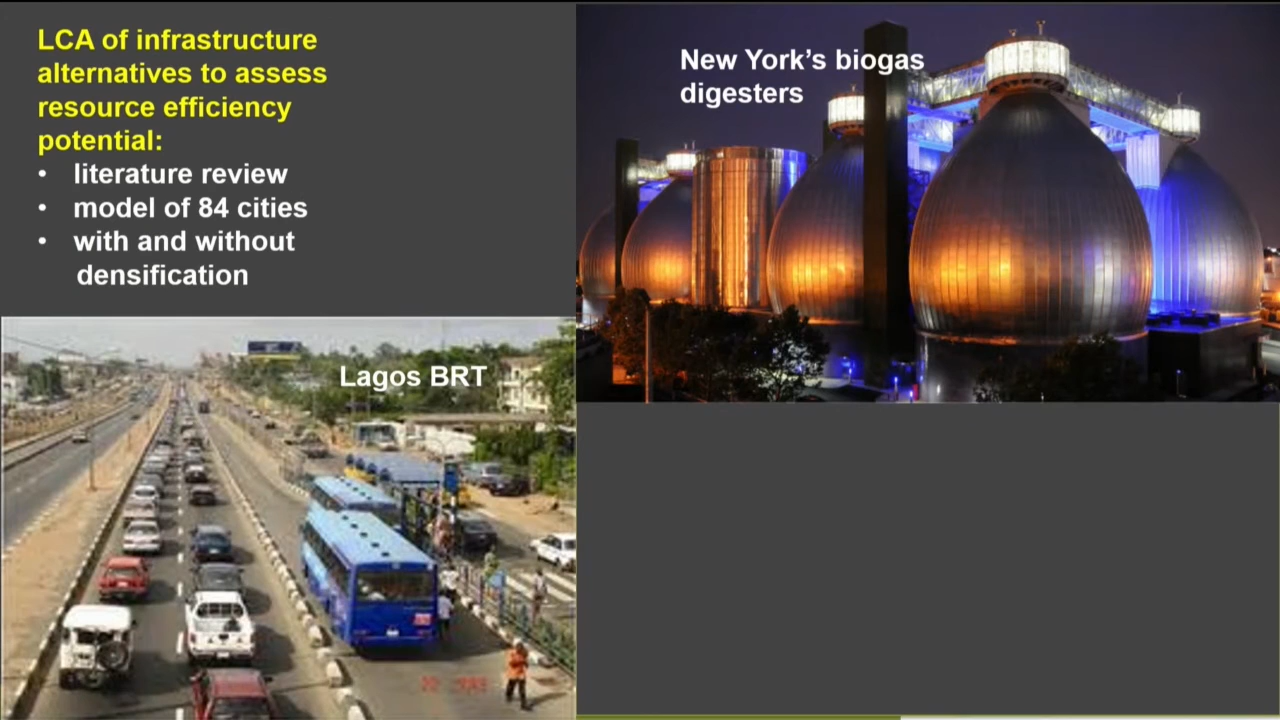 LCA of infrastructure
alternatives to assess
resource efficiency
potential:
• literature review
• model of 84 cities
• with and without
densification
New York’s biogas
digesters
Lagos BRT